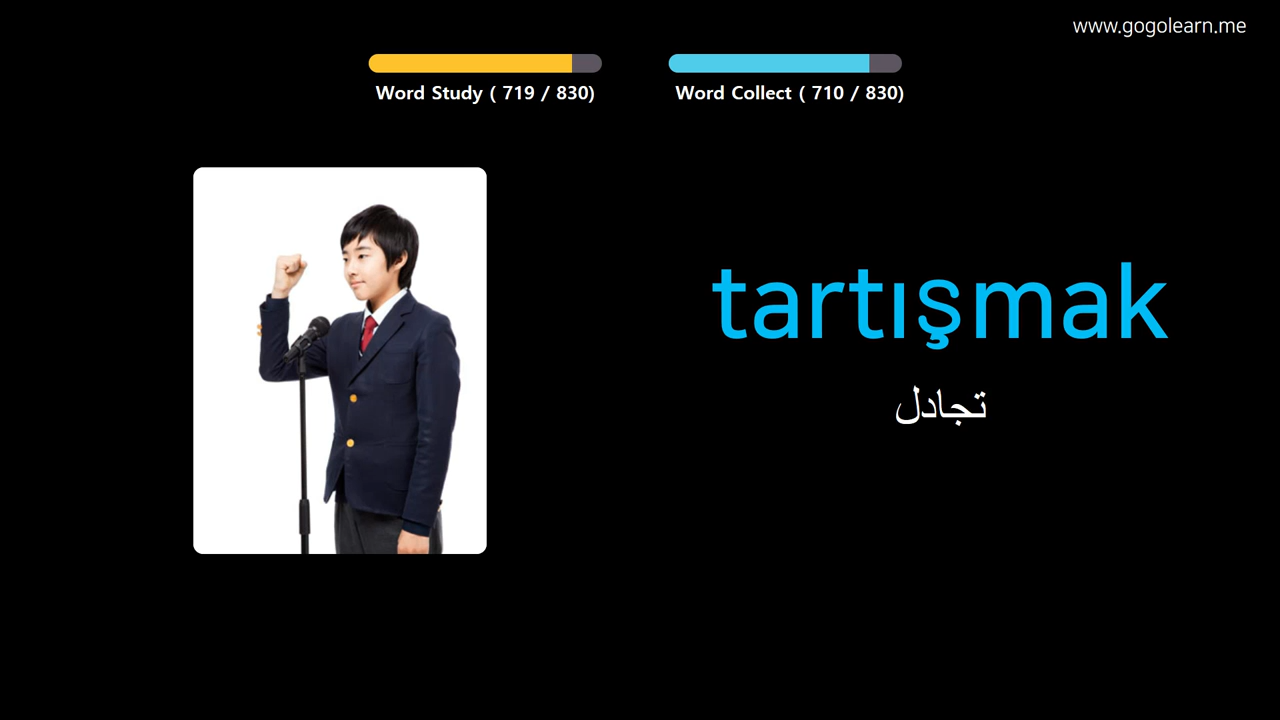 www.gogolearn.me
Word Study ( 719 / 830)
Word Collect ( 710 / 830)
tartışmak
تجادل